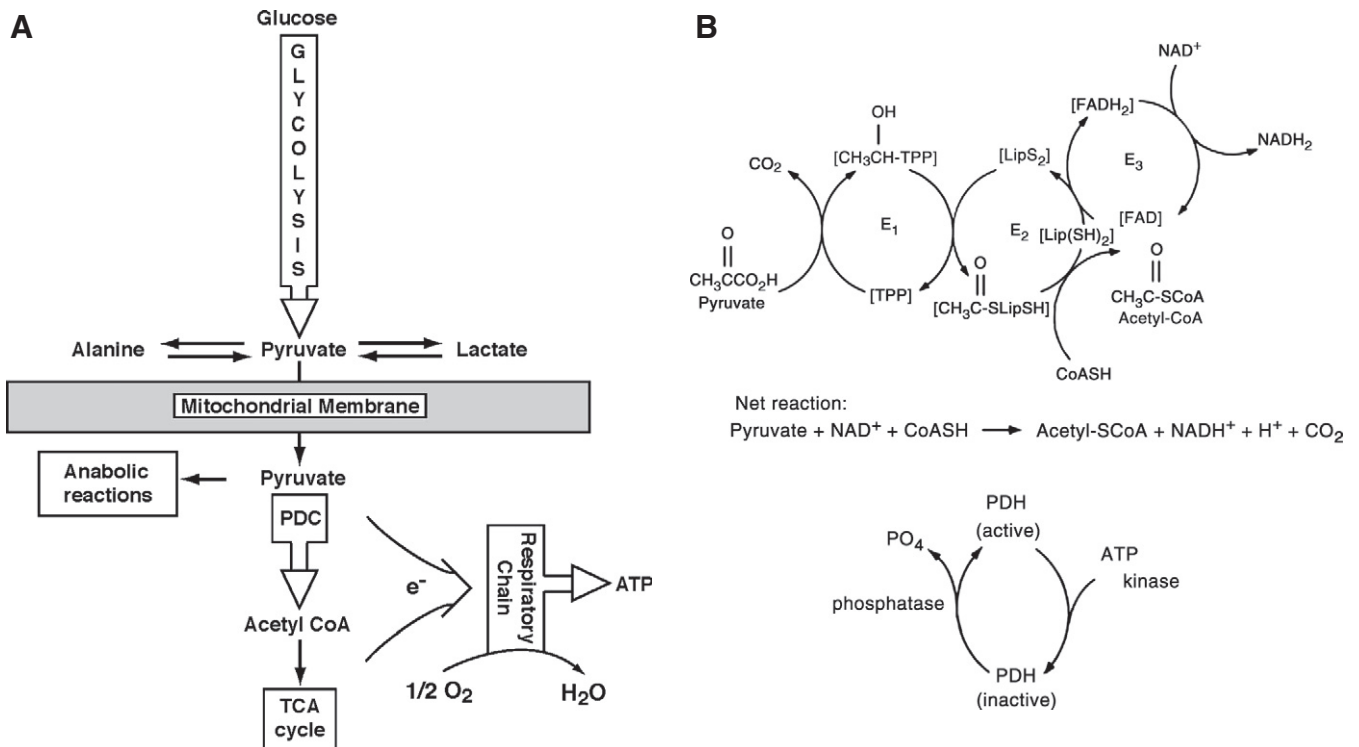 A
Glucose
G
L
Y
C
O
L
Y
S
I
S
Alanine
Pyruvate
Lactate
Mitochondrial Membrane
Anabolic
reactions
Pyruvate
PDC
e⁻
Respiratory
Chain
ATP
Acetyl CoA
1/2 O₂
H₂O
TCA
cycle
B
NAD⁺
[FADH₂]
NADH₂
E₃
OH
[CH₃CH-TPP]
[LipS₂]
CO₂
E₁
E₂
[Lip(SH)₂]
[FAD]
O
CH₃CCO₂H
Pyruvate
[TPP]
O
[CH₃C-SLipSH]
O
CH₃C-SCoA
Acetyl-CoA
CoASH
Net reaction:
Pyruvate + NAD⁺ + CoASH → Acetyl-SCoA + NADH⁺ + H⁺ + CO₂
PDH
(active)
PO₄
ATP
kinase
phosphatase
PDH
(inactive)